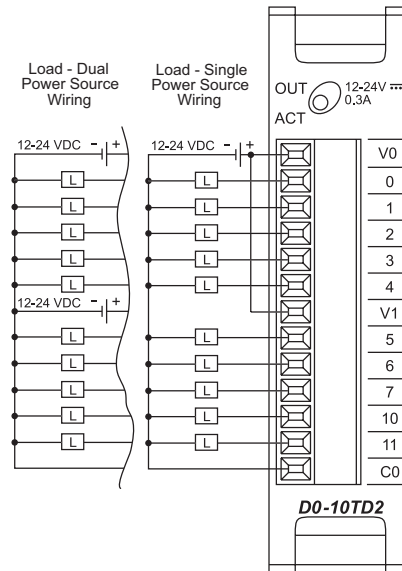 Load - Dual
Power Source
Wiring
Load - Single
Power Source
Wiring
OUT
ACT
12-24V ⎓
0.3A
12-24 VDC - +
12-24 VDC - +
V0
L
L
0
L
L
1
L
L
2
L
L
3
L
L
4
12-24 VDC - +
V1
L
L
5
L
L
6
L
L
7
L
L
10
L
L
11
C0
D0-10TD2